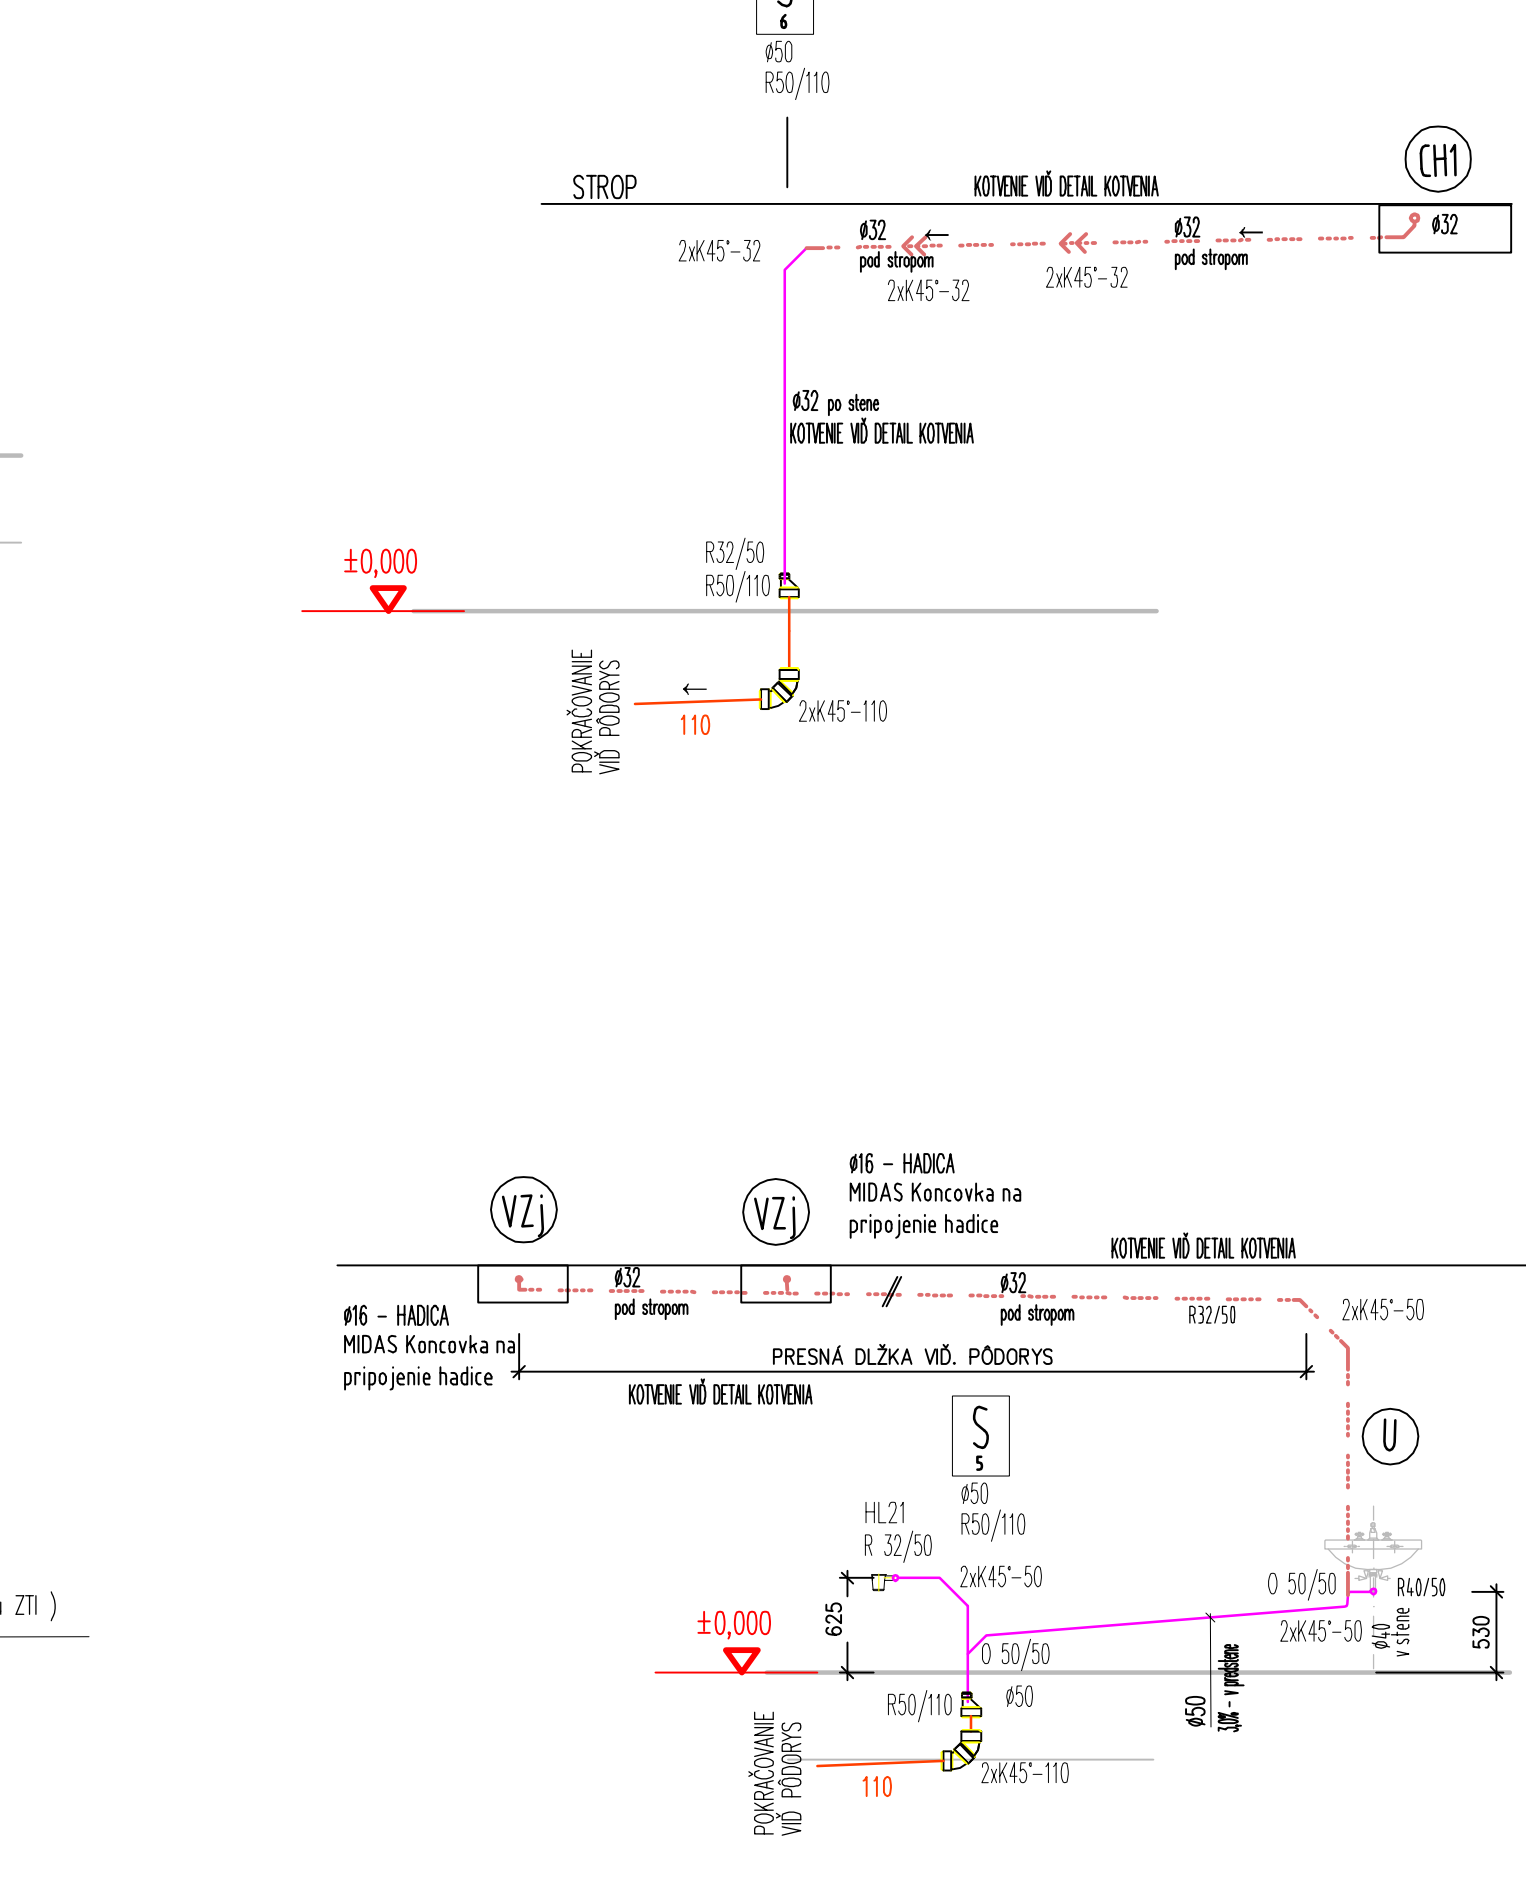 6
ø50
R50/110
CH1
STROP
KOTVENIE VIĎ DETAIL KOTVENIA
ø32
←
ø32
←
ø32
2xK45°-32
pod stropom
pod stropom
2xK45°-32
2xK45°-32
ø32 po stene
KOTVENIE VIĎ DETAIL KOTVENIA
R32/50
R50/110
±0,000
POKRAČOVANIE
VIĎ PÔDORYS
←
110
2xK45°-110
ø16 - HADICA
MIDAS Koncovka na
pripojenie hadice
VZj
VZj
KOTVENIE VIĎ DETAIL KOTVENIA
ø32
pod stropom
ø32
pod stropom
R32/50
2xK45°-50
ø16 - HADICA
MIDAS Koncovka na
pripojenie hadice
PRESNÁ DLŽKA VIĎ. PÔDORYS
KOTVENIE VIĎ DETAIL KOTVENIA
S
5
ø50
R50/110
U
HL21
R 32/50
2xK45°-50
O 50/50
R40/50
625
±0,000
2xK45°-50
ø40
v stene
530
O 50/50
R50/110
ø50
ø50
3,0% - v predstene
POKRAČOVANIE
VIĎ PÔDORYS
110
2xK45°-110
ZTI )